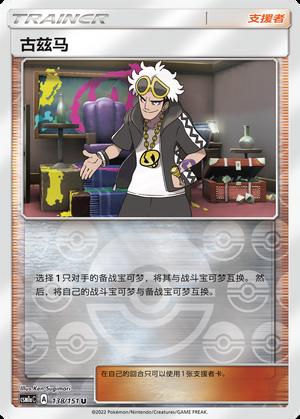 TRAINER
支援者
古兹马
选择1只对手的备战宝可梦，将其与战斗宝可梦互换。然
后，将自己的战斗宝可梦与备战宝可梦互换。
Illus. Ken Sugimori
csm1aC A 138/151 U
在自己的回合只可以使用1张支援者卡。
©2022 Pokémon/Nintendo/Creatures/GAME FREAK.